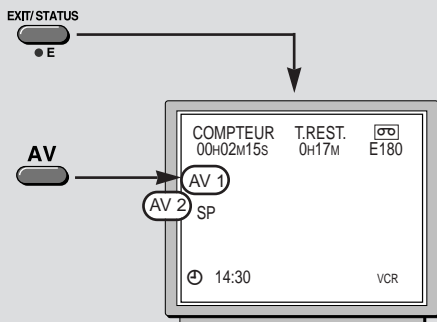 EXIT/STATUS
● E
COMPTEUR T.REST.
00H02M15S 0H17M E180
AV
AV 1
AV 2 SP
14:30 VCR